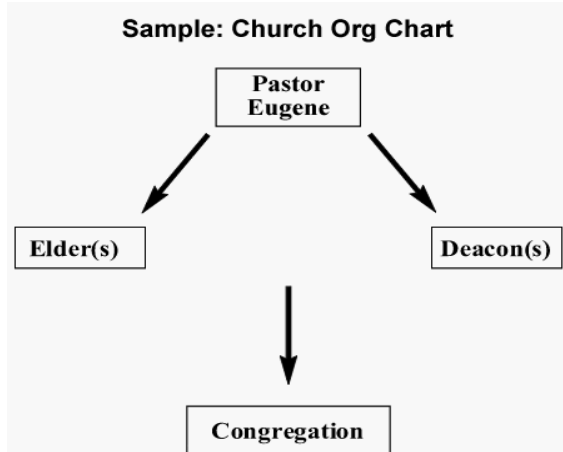 Sample: Church Org Chart
Pastor
Eugene
Elder(s)
Deacon(s)
Congregation